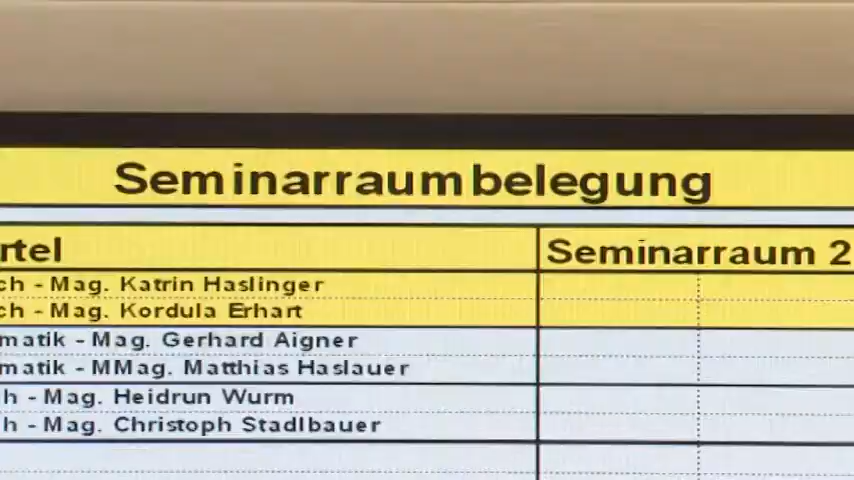 Seminarraumbelegung
rtel Seminarraum 2
ch - Mag. Katrin Haslinger
ch - Mag. Kordula Erhart
matik - Mag. Gerhard Aigner
matik - MMag. Matthias Haslauer
h - Mag. Heidrun Wurm
h - Mag. Christoph Stadlbauer